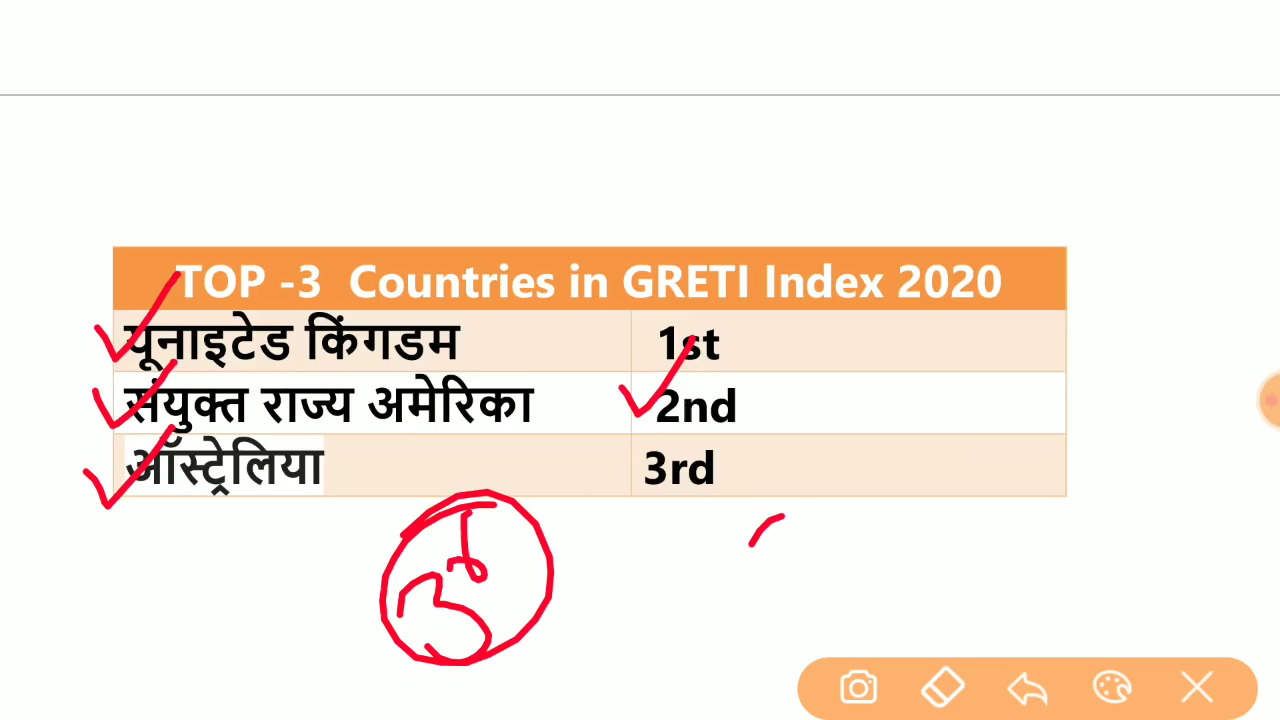 TOP -3 Countries in GRETI Index 2020
यूनाइटेड किंगडम 1st
संयुक्त राज्य अमेरिका 2nd
ऑस्ट्रेलिया 3rd